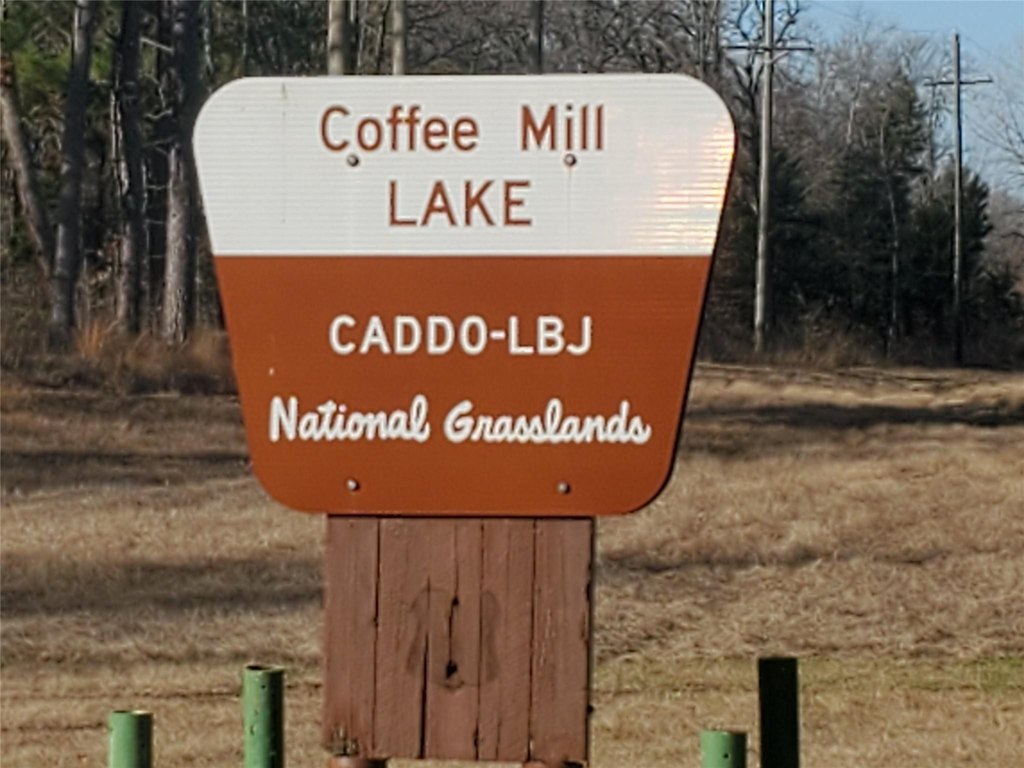 Coffee Mill
LAKE
CADDO-LBJ
National Grasslands